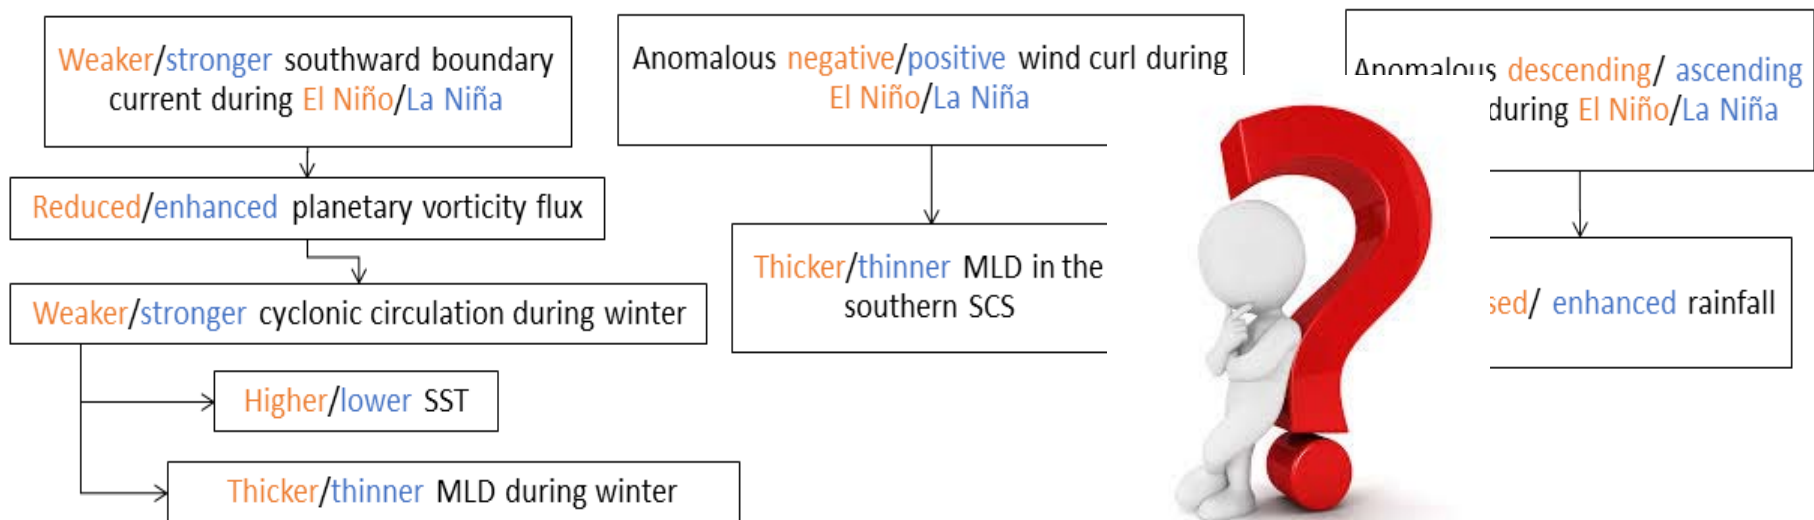 Weaker/stronger southward boundary
current during El Niño/La Niña
Reduced/enhanced planetary vorticity flux
Weaker/stronger cyclonic circulation during winter
Higher/lower SST
Thicker/thinner MLD during winter
Anomalous negative/positive wind curl during
El Niño/La Niña
Thicker/thinner MLD in the
southern SCS
Anomalous descending/ ascending
during El Niño/La Niña
enhanced rainfall